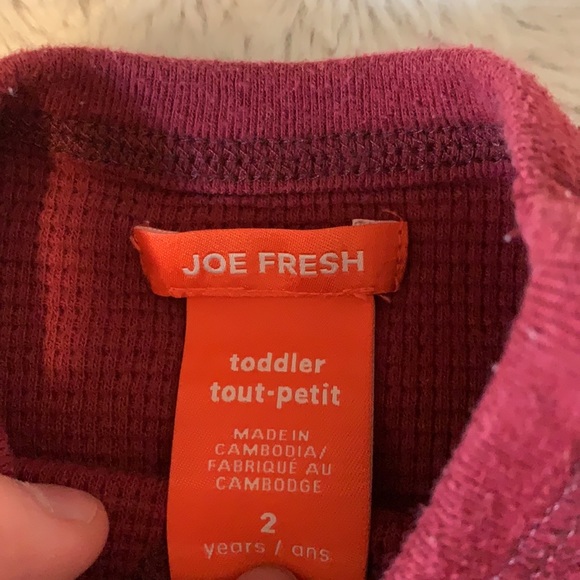 JOE FRESH
toddler
tout-petit
MADE IN
CAMBODIA/
FABRIQUÉ AU
CAMBODGE
2
years / ans